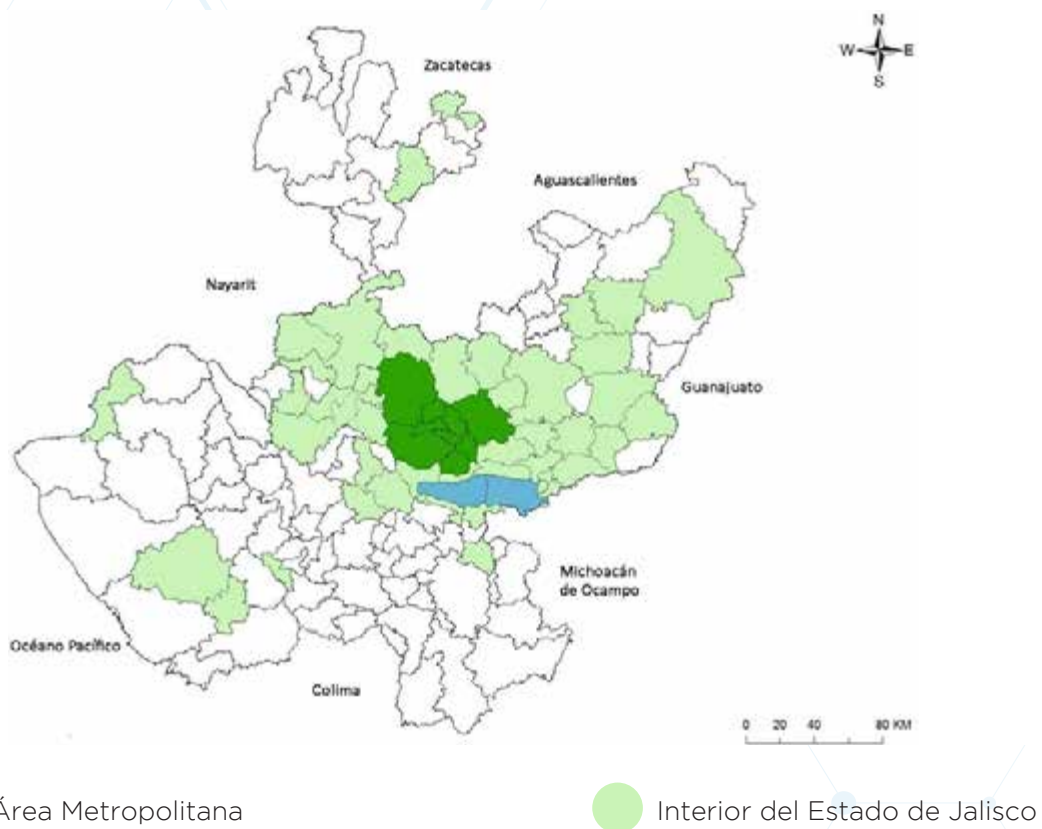 N
W E
S
Zacatecas
Aguascalientes
Nayarit
Guanajuato
Michoacán
de Ocampo
Océano Pacífico
Colima
0 20 40 80 KM
Área Metropolitana
Interior del Estado de Jalisco